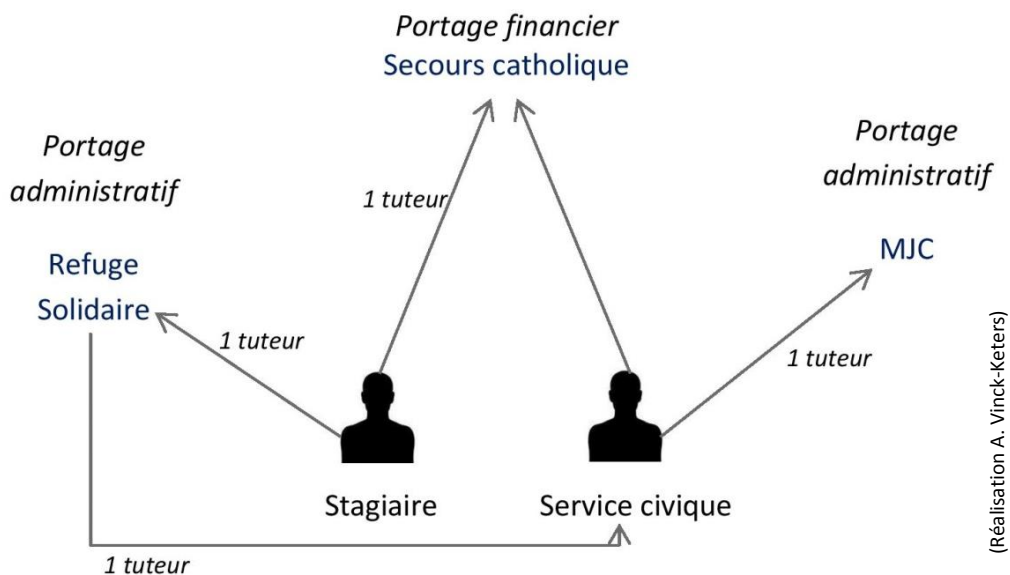 Portage financier
Secours catholique
Portage
administratif
Portage
administratif
1 tuteur
MJC
Refuge
Solidaire
1 tuteur
1 tuteur
Stagiaire
Service civique
1 tuteur
(Réalisation A. Vinck-Keters)